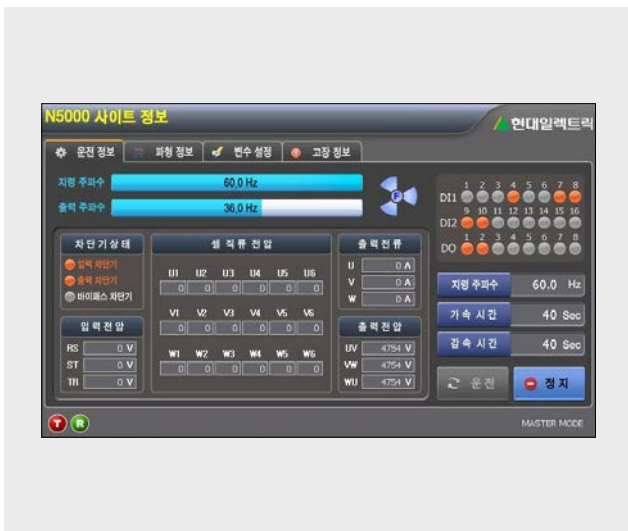 N5000 사이트 정보
현대일렉트릭
운전 정보 파형 정보 변수 설정 고장 정보
지령 주파수 60.0 Hz
출력 주파수 36.0 Hz
F
1 2 3 4 5 6 7 8
DI1
9 10 11 12 13 14 15 16
DI2
1 2 3 4 5 6 7 8
DO
차단기상태
입력 차단기
출력 차단기
바이패스 차단기
입력전압
RS 0 V
ST 0 V
TR 0 V
셀 직류 전압
U1 U2 U3 U4 U5 U6
0 0 0 0 0 0
V1 V2 V3 V4 V5 V6
0 0 0 0 0 0
W1 W2 W3 W4 W5 W6
0 0 0 0 0 0
출력전류
U 0 A
V 0 A
W 0 A
출력전압
UV 4754 V
VW 4754 V
WU 4754 V
지령 주파수 60.0 Hz
가속 시간 40 Sec
감속 시간 40 Sec
운전 정지
T R
MASTER MODE